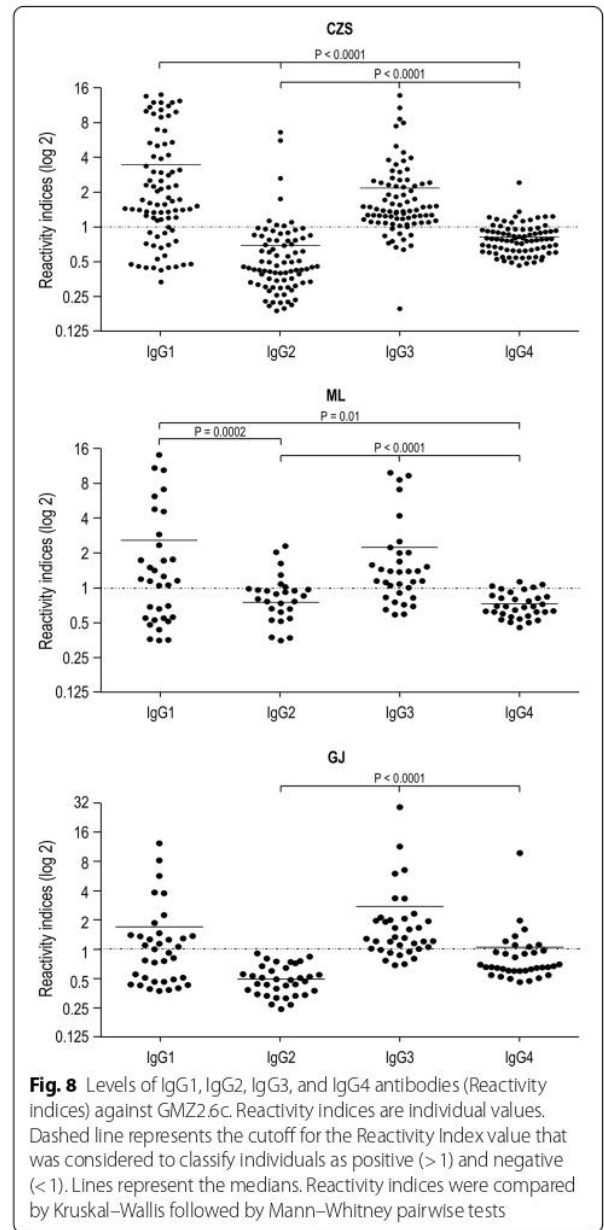 CZS
P < 0.0001
P < 0.0001
Reactivity indices (log 2)
16
8
4
2
1
0.5
0.25
0.125
IgG1 IgG2 IgG3 IgG4
ML
P = 0.01
P = 0.0002
P < 0.0001
Reactivity indices (log 2)
16
8
4
2
1
0.5
0.25
0.125
IgG1 IgG2 IgG3 IgG4
GJ
P < 0.0001
Reactivity indices (log 2)
32
16
8
4
2
1
0.5
0.25
0.125
IgG1 IgG2 IgG3 IgG4
Fig. 8 Levels of IgG1, IgG2, IgG3, and IgG4 antibodies (Reactivity
indices) against GMZ2.6c. Reactivity indices are individual values.
Dashed line represents the cutoff for the Reactivity Index value that
was considered to classify individuals as positive (> 1) and negative
(< 1). Lines represent the medians. Reactivity indices were compared
by Kruskal–Wallis followed by Mann–Whitney pairwise tests